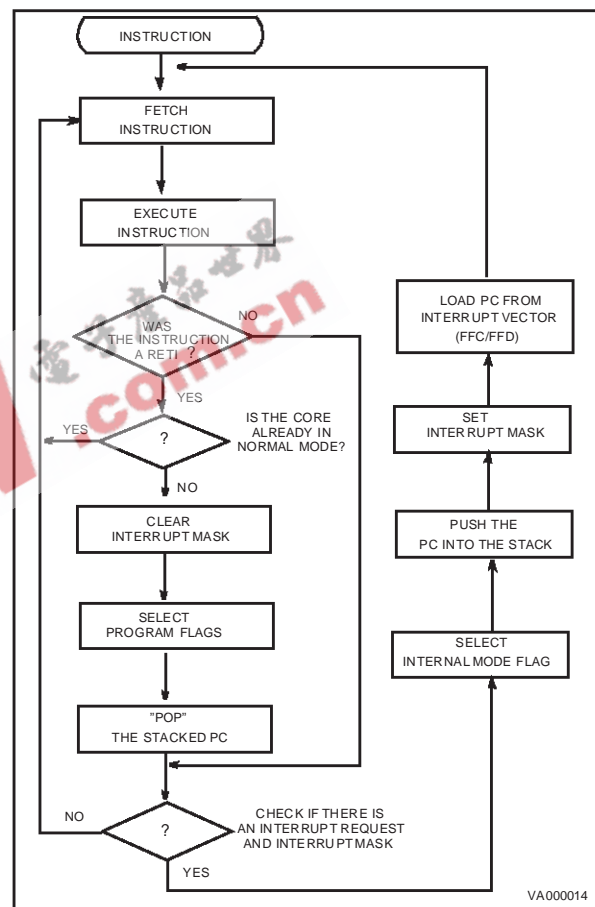 INSTRUCTION
FETCH
INSTRUCTION
EXECUTE
INSTRUCTION
WAS
THE INSTRUCTION
A RETI ?
NO
YES
YES
?
IS THE CORE
ALREADY IN
NORMAL MODE?
NO
CLEAR
INTERRUPT MASK
SELECT
PROGRAM FLAGS
"POP"
THE STACKED PC
NO
?
CHECK IF THERE IS
AN INTERRUPT REQUEST
AND INTERRUPT MASK
YES
LOAD PC FROM
INTERRUPT VECTOR
(FFC/FFD)
SET
INTERRUPT MASK
PUSH THE
PC INTO THE STACK
SELECT
INTERNAL MODE FLAG
VA000014
.com.cn